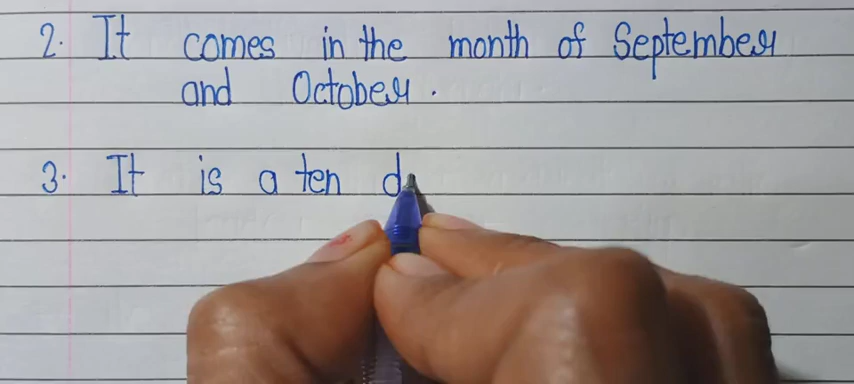 2. It comes in the month of September
and October.
3. It is a ten d